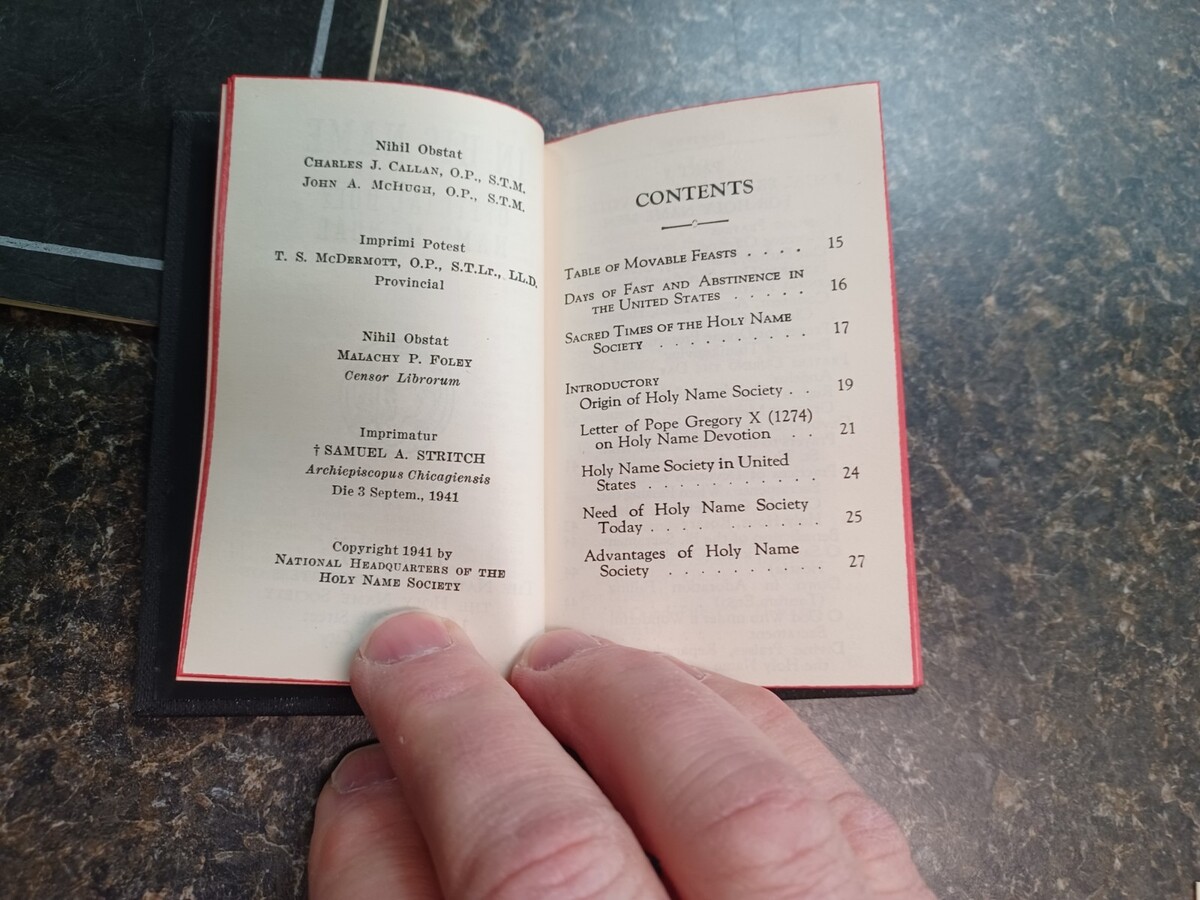 Nihil Obstat
CHARLES J. CALLAN, O.P., S.T.M.
JOHN A. MCHUGH, O.P., S.T.M.
Imprimi Potest
T. S. MCDERMOTT, O.P., S.T.LR., LL.D.
Provincial
Nihil Obstat
MALACHY P. FOLEY
Censor Librorum
Imprimatur
† SAMUEL A. STRITCH
Archiepiscopus Chicagiensis
Die 3 Septem., 1941
Copyright 1941 by
NATIONAL HEADQUARTERS OF THE
HOLY NAME SOCIETY
CONTENTS
TABLE OF MOVABLE FEASTS . . . . 15
DAYS OF FAST AND ABSTINENCE IN
THE UNITED STATES . . . . . 16
SACRED TIMES OF THE HOLY NAME
SOCIETY . . . . . . . . . . 17
INTRODUCTORY
Origin of Holy Name Society . . 19
Letter of Pope Gregory X (1274)
on Holy Name Devotion . . 21
Holy Name Society in United
States . . . . . . . . . . . 24
Need of Holy Name Society
Today . . . . . . . . . . 25
Advantages of Holy Name
Society . . . . . . . . . . 27